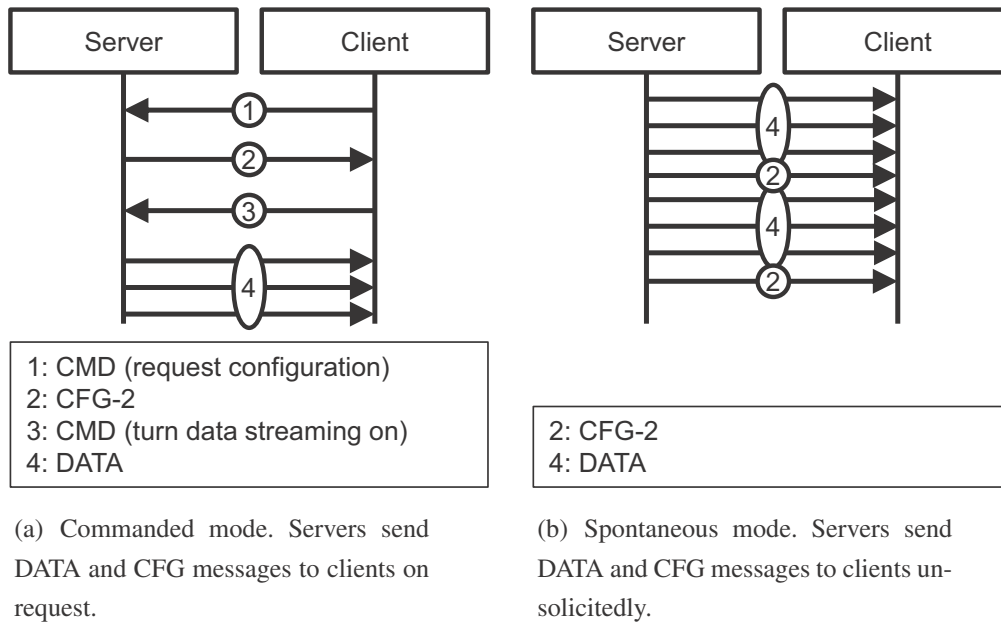 Server
Client
1
2
3
4
1: CMD (request configuration)
2: CFG-2
3: CMD (turn data streaming on)
4: DATA
(a) Commanded mode. Servers send
DATA and CFG messages to clients on
request.
Server
Client
4
2
4
2
2: CFG-2
4: DATA
(b) Spontaneous mode. Servers send
DATA and CFG messages to clients un-
solicitedly.